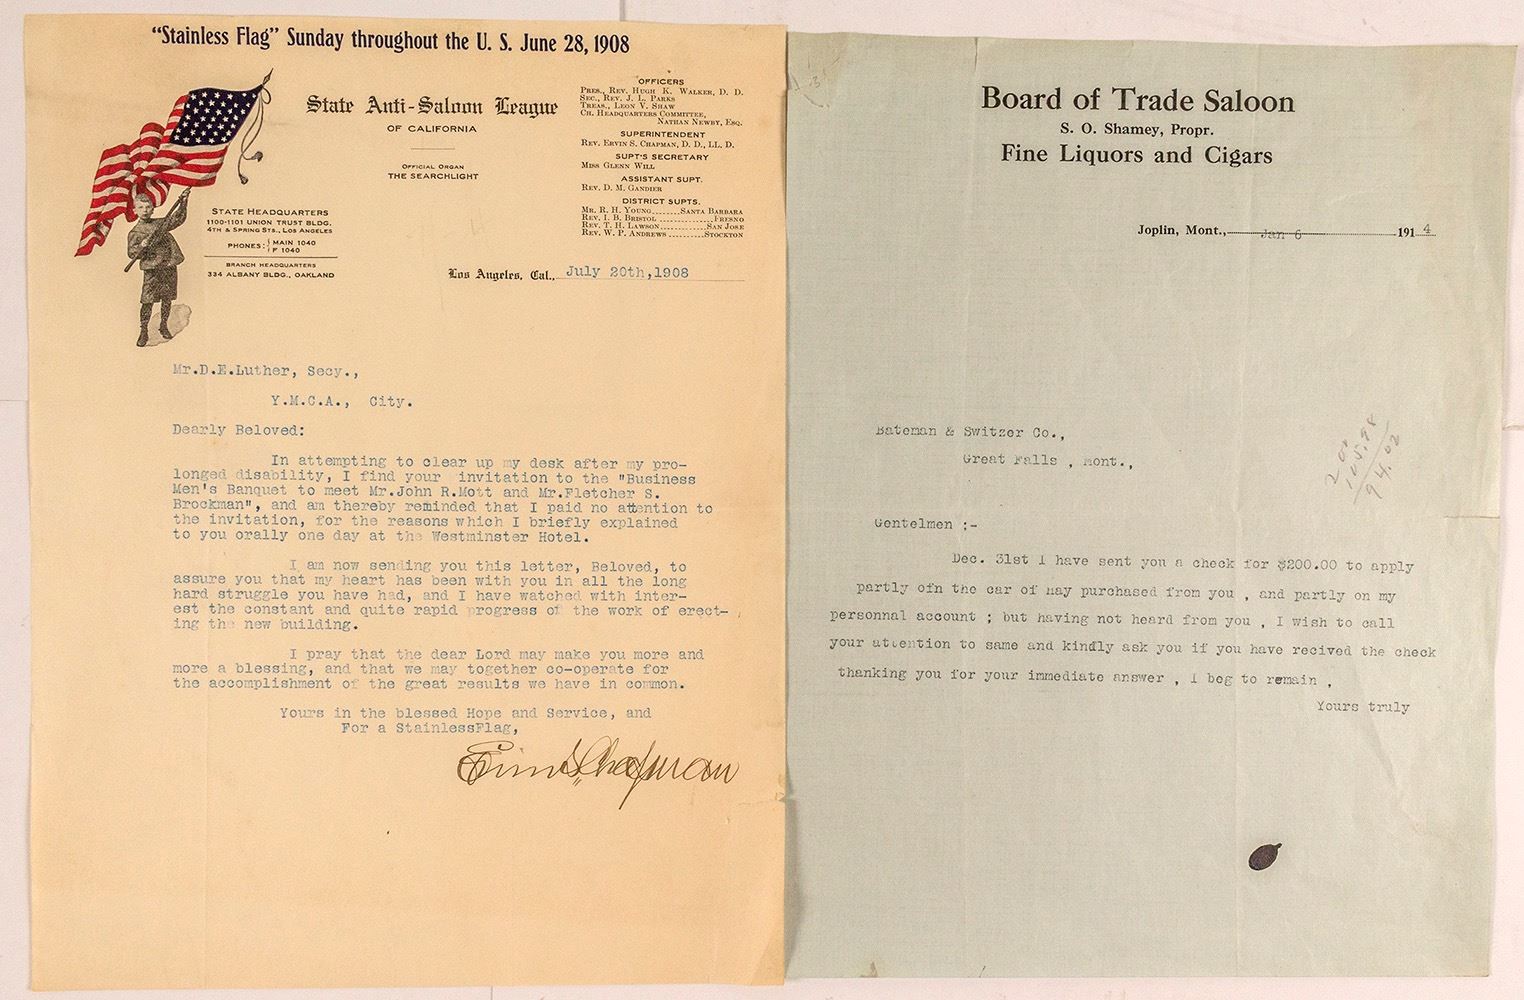 "Stainless Flag" Sunday throughout the U. S. June 28, 1908
State Anti-Saloon League
OF CALIFORNIA
OFFICIAL ORGAN
THE SEARCHLIGHT
OFFICERS
PRES., REV. HUGH K. WALKER, D. D.
SEC., REV. J. L. PARKS
TREAS., LEON V. SHAW
CH. HEADQUARTERS COMMITTEE,
NATHAN NEWBY, ESQ.
SUPERINTENDENT
REV. ERVIN S. CHAPMAN, D. D., LL. D.
SUPT'S SECRETARY
MISS GLENN WILL
ASSISTANT SUPT.
REV. D. M. GANDIER
DISTRICT SUPTS.
MR. R. H. YOUNG........SANTA BARBARA
REV. I. B. BRISTOL ................FRESNO
REV. T. H. LAWSON............SAN JOSE
REV. W. P. ANDREWS ..........STOCKTON
STATE HEADQUARTERS
1100-1101 UNION TRUST BLDG.
4TH & SPRING STS., LOS ANGELES
PHONES: { MAIN 1040
F 1040
BRANCH HEADQUARTERS
334 ALBANY BLDG., OAKLAND
Los Angeles, Cal., July 20th,1908
Mr.D.E.Luther, Secy.,
Y.M.C.A., City.
Dearly Beloved:
In attempting to clear up my desk after my pro-
longed disability, I find your invitation to the "Business
Men's Banquet to meet Mr.John R.Mott and Mr.Fletcher S.
Brockman", and am thereby reminded that I paid no attention to
the invitation, for the reasons which I briefly explained
to you orally one day at the Westminster Hotel.
I am now sending you this letter, Beloved, to
assure you that my heart has been with you in all the long
hard struggle you have had, and I have watched with inter-
est the constant and quite rapid progress of the work of erect-
ing the new building.
I pray that the dear Lord may make you more and
more a blessing, and that we may together co-operate for
the accomplishment of the great results we have in common.
Yours in the blessed Hope and Service, and
For a StainlessFlag,
Ervin S. Chapman
Board of Trade Saloon
S. O. Shamey, Propr.
Fine Liquors and Cigars
Joplin, Mont., Jan 6 1914
Bateman & Switzer Co.,
Great Falls , Mont.,
200
105.98
94.02
Gentelmen ;-
Dec. 31st I have sent you a check for $200.00 to apply
partly ofn the car of hay purchased from you , and partly on my
personnal account ; but having not heard from you , I wish to call
your attention to same and kindly ask you if you have recived the check
thanking you for your immediate answer , I beg to remain ,
Yours truly